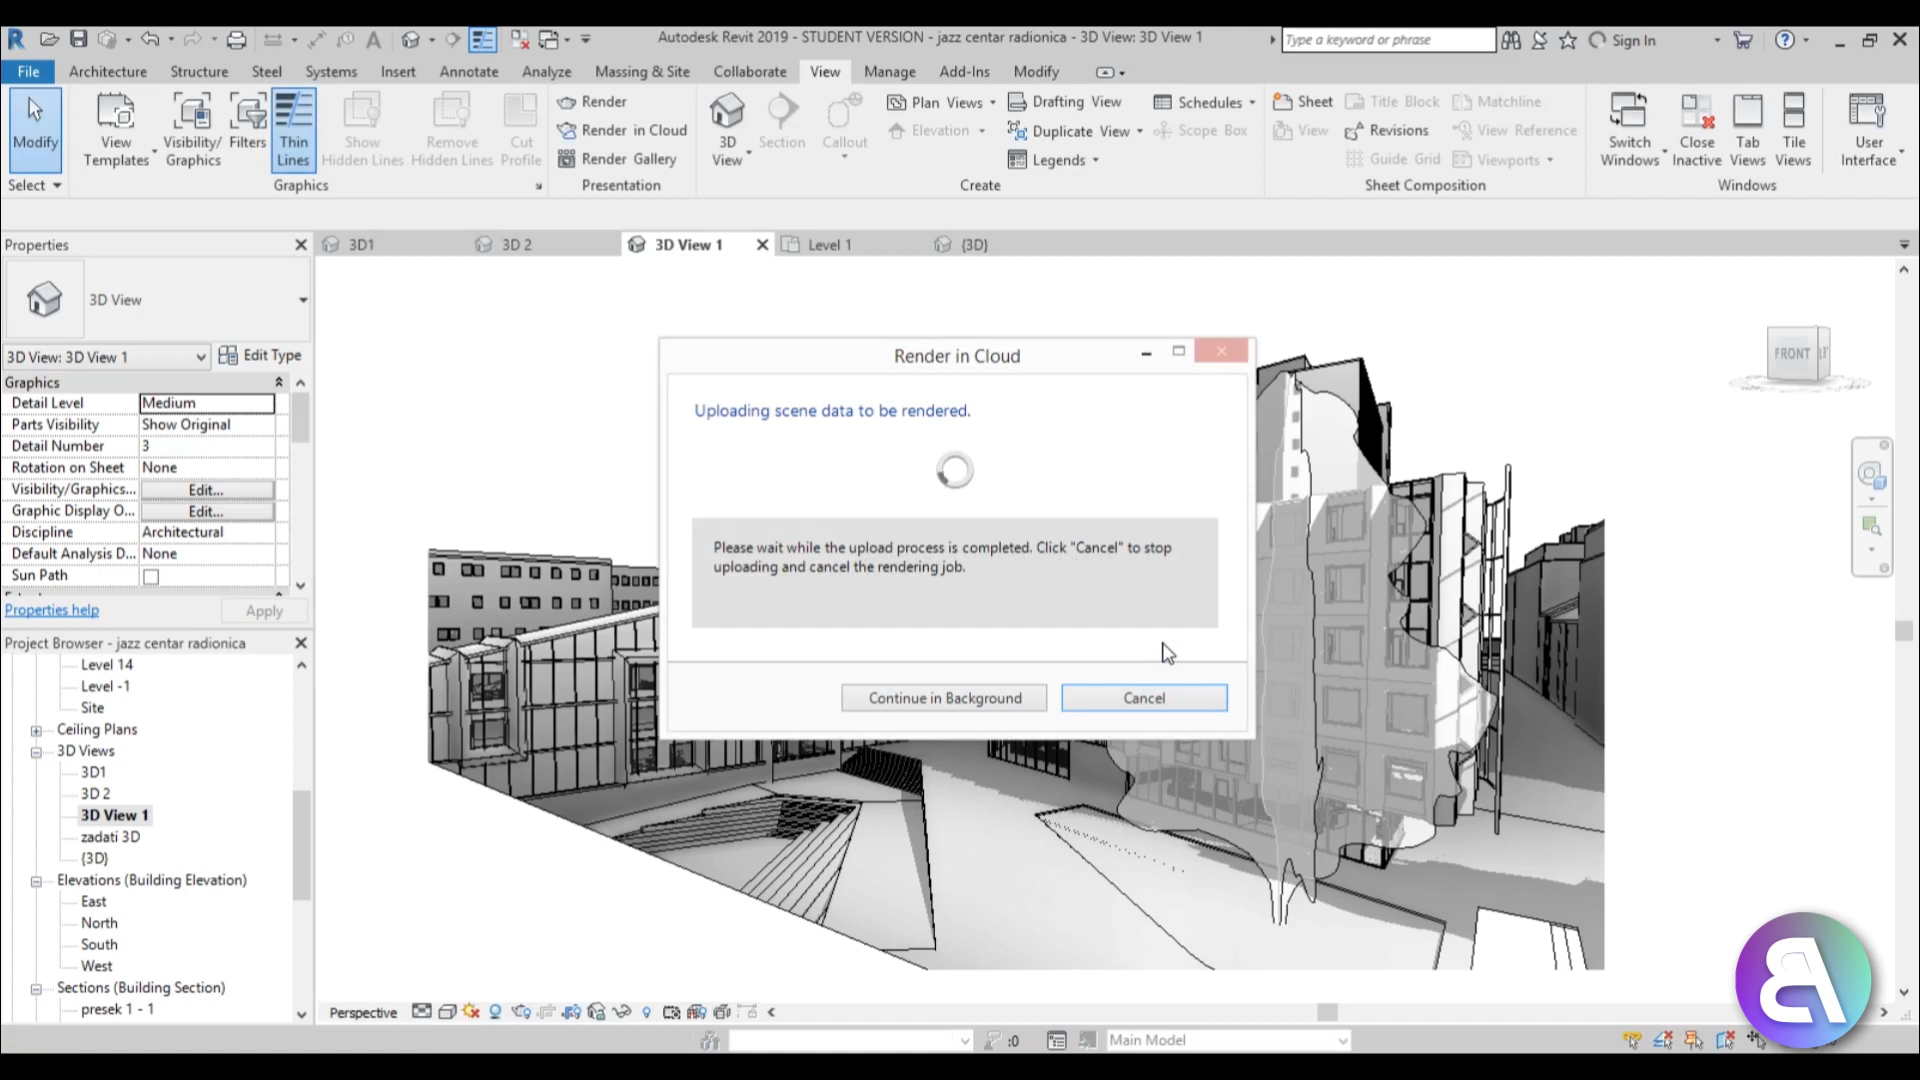 Autodesk Revit 2019 - STUDENT VERSION - jazz centar radionica - 3D View: 3D View 1
Type a keyword or phrase
Sign In
File Architecture Structure Steel Systems Insert Annotate Analyze Massing & Site Collaborate View Manage Add-Ins Modify
Modify
View Templates
Visibility/ Graphics
Filters
Thin Lines
Show Hidden Lines
Remove Hidden Lines
Cut Profile
Render
Render in Cloud
Render Gallery
3D View
Section
Callout
Plan Views
Elevation
Drafting View
Duplicate View
Legends
Schedules
Scope Box
Sheet
View
Title Block
Revisions
Guide Grid
Matchline
View Reference
Viewports
Switch Windows
Close Inactive
Tab Views
Tile Views
User Interface
Select Graphics Presentation Create Sheet Composition Windows
Properties
3D1 3D 2 3D View 1 Level 1 {3D}
3D View
3D View: 3D View 1 Edit Type
Graphics
Detail Level Medium
Parts Visibility Show Original
Detail Number 3
Rotation on Sheet None
Visibility/Graphics... Edit...
Graphic Display O... Edit...
Discipline Architectural
Default Analysis D... None
Sun Path
Properties help Apply
Project Browser - jazz centar radionica
Level 14
Level -1
Site
Ceiling Plans
3D Views
3D1
3D 2
3D View 1
zadati 3D
{3D}
Elevations (Building Elevation)
East
North
South
West
Sections (Building Section)
presek 1 - 1
Render in Cloud
Uploading scene data to be rendered.
Please wait while the upload process is completed. Click "Cancel" to stop
uploading and cancel the rendering job.
Continue in Background Cancel
FRONT
Perspective
:0 Main Model